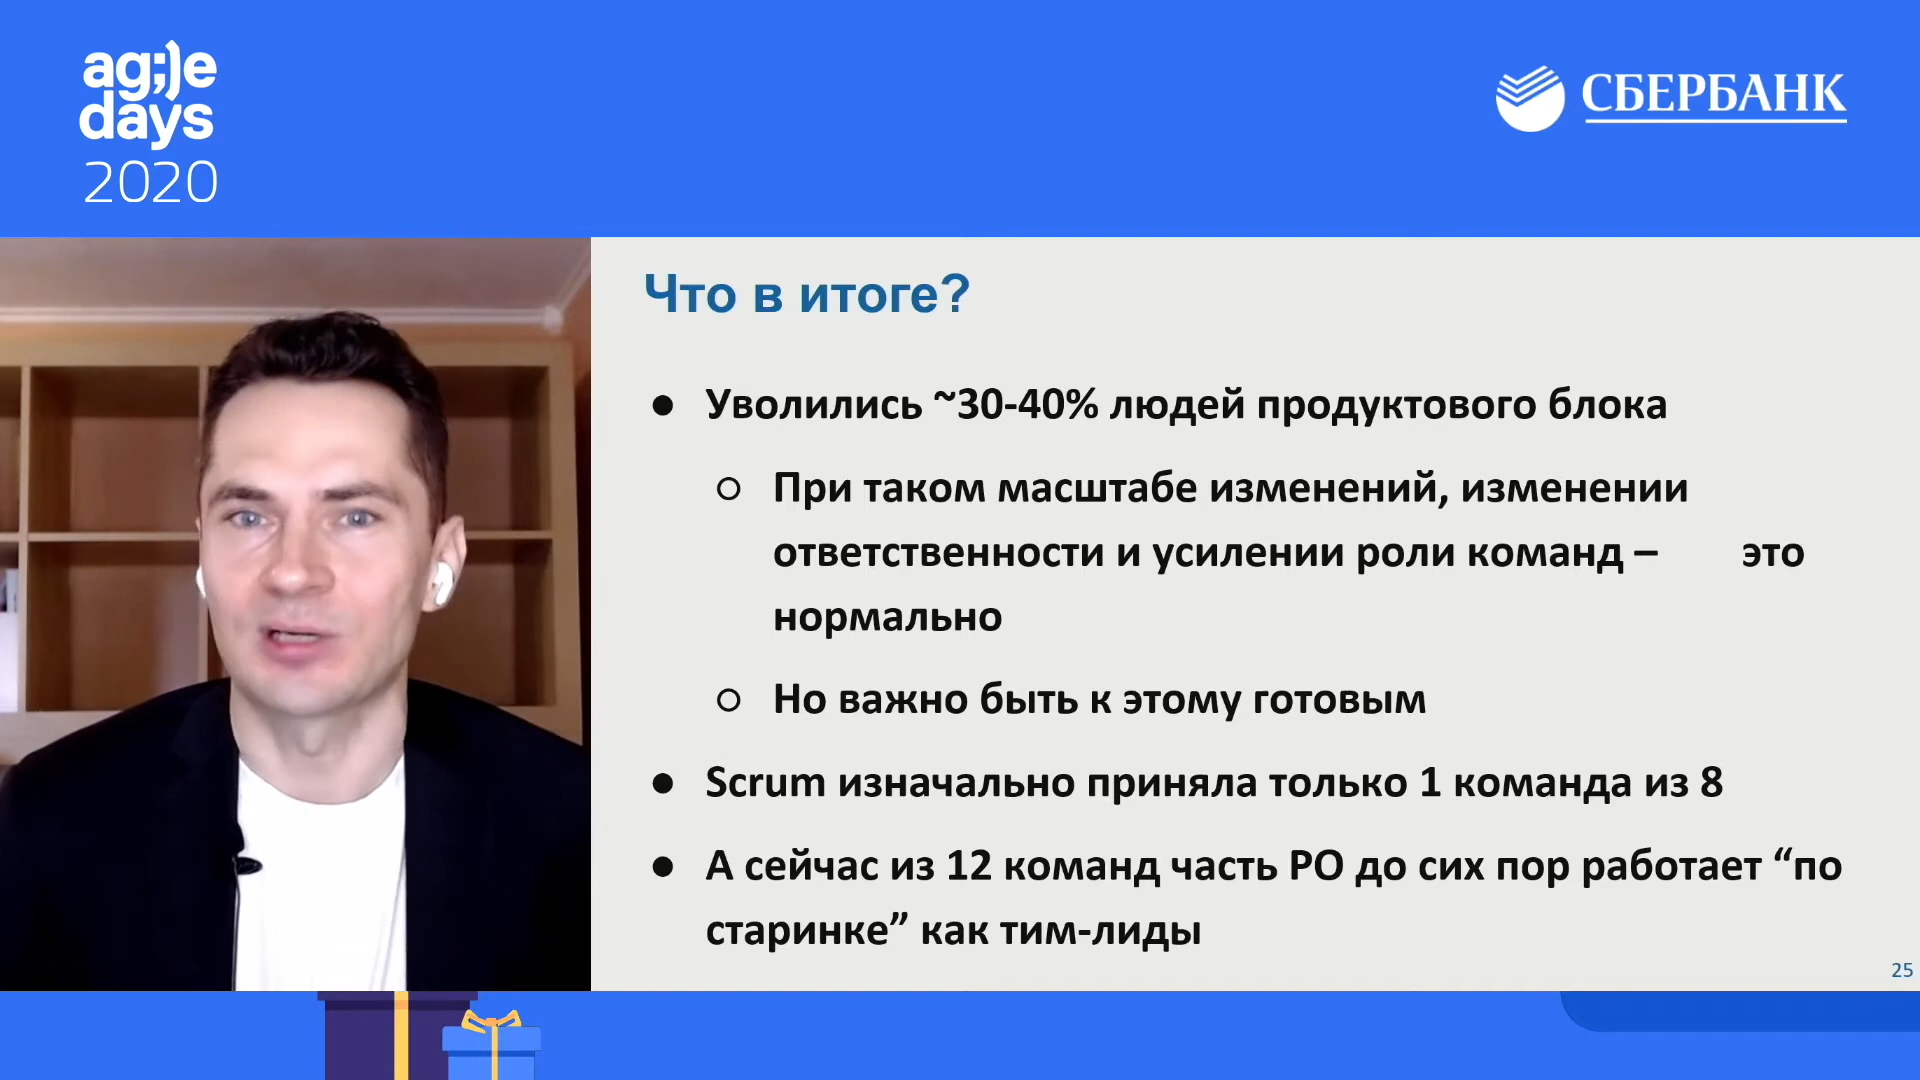 ag;le
days
2020
СБЕРБАНК
Что в итоге?
● Уволились ~30-40% людей продуктового блока
○ При таком масштабе изменений, изменении
ответственности и усилении роли команд – это
нормально
○ Но важно быть к этому готовым
● Scrum изначально приняла только 1 команда из 8
● А сейчас из 12 команд часть PO до сих пор работает “по
старинке” как тим-лиды
25